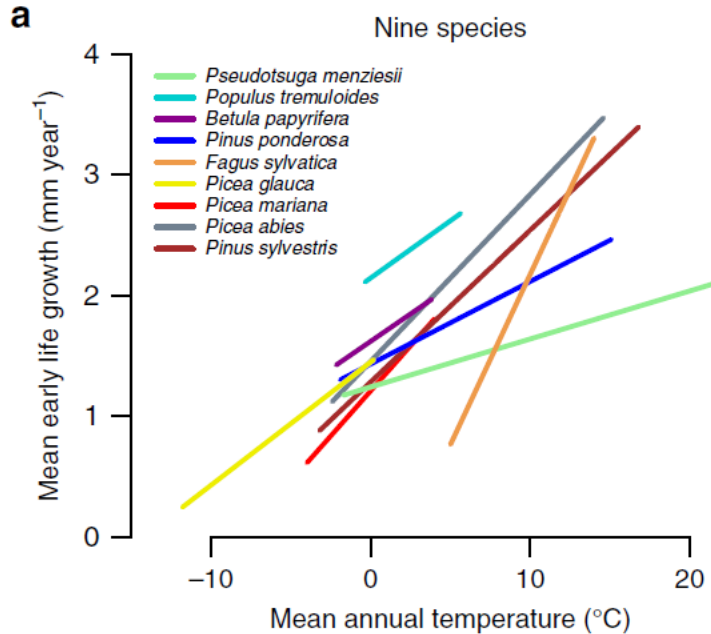 a
Nine species
Mean early life growth (mm year⁻¹)
4
3
2
1
0
Pseudotsuga menziesii
Populus tremuloides
Betula papyrifera
Pinus ponderosa
Fagus sylvatica
Picea glauca
Picea mariana
Picea abies
Pinus sylvestris
−10
0
10
20
Mean annual temperature (°C)